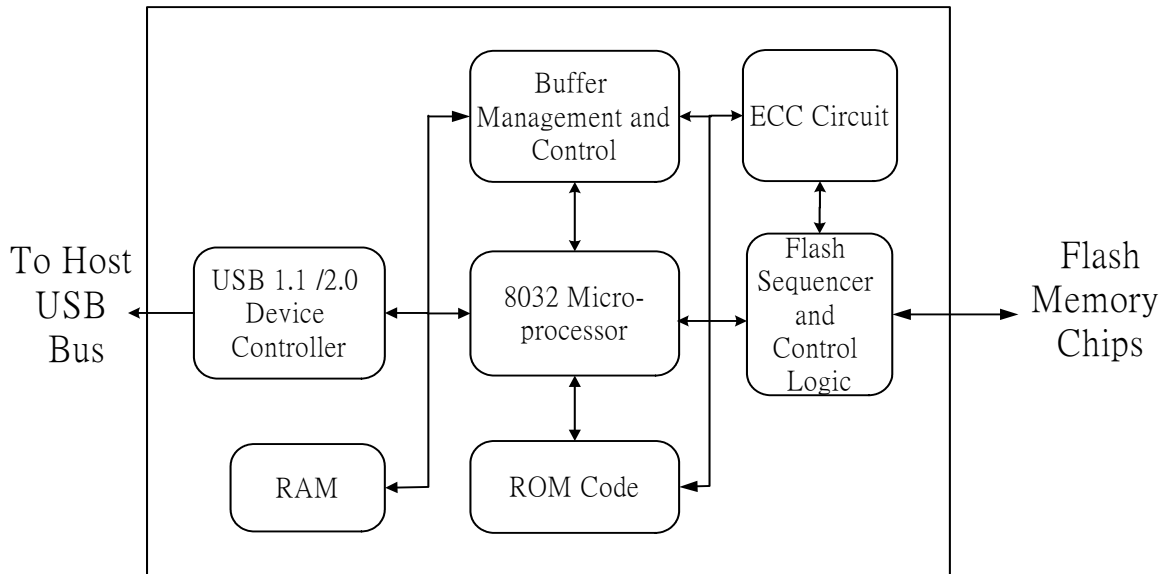 To Host
USB
Bus
USB 1.1 /2.0
Device
Controller
RAM
Buffer
Management and
Control
8032 Micro-
processor
ROM Code
ECC Circuit
Flash
Sequencer
and
Control
Logic
Flash
Memory
Chips